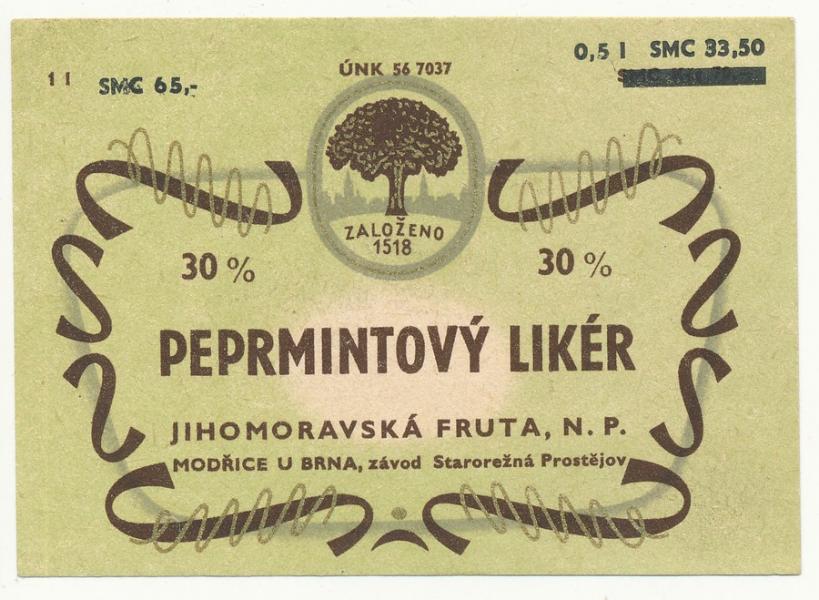 1 l SMC 65,-
ÚNK 56 7037
0,5 l SMC 33,50
ZALOŽENO
1518
30 %
30 %
PEPRMINTOVÝ LIKÉR
JIHOMORAVSKÁ FRUTA, N. P.
MODŘICE U BRNA, závod Starorežná Prostějov